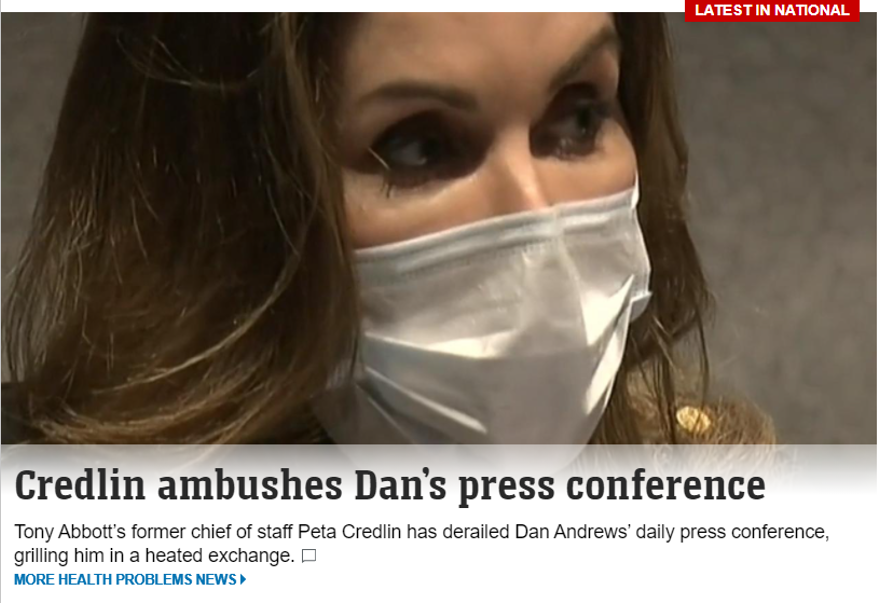 LATEST IN NATIONAL
Credlin ambushes Dan’s press conference
Tony Abbott’s former chief of staff Peta Credlin has derailed Dan Andrews’ daily press conference,
grilling him in a heated exchange.
MORE HEALTH PROBLEMS NEWS